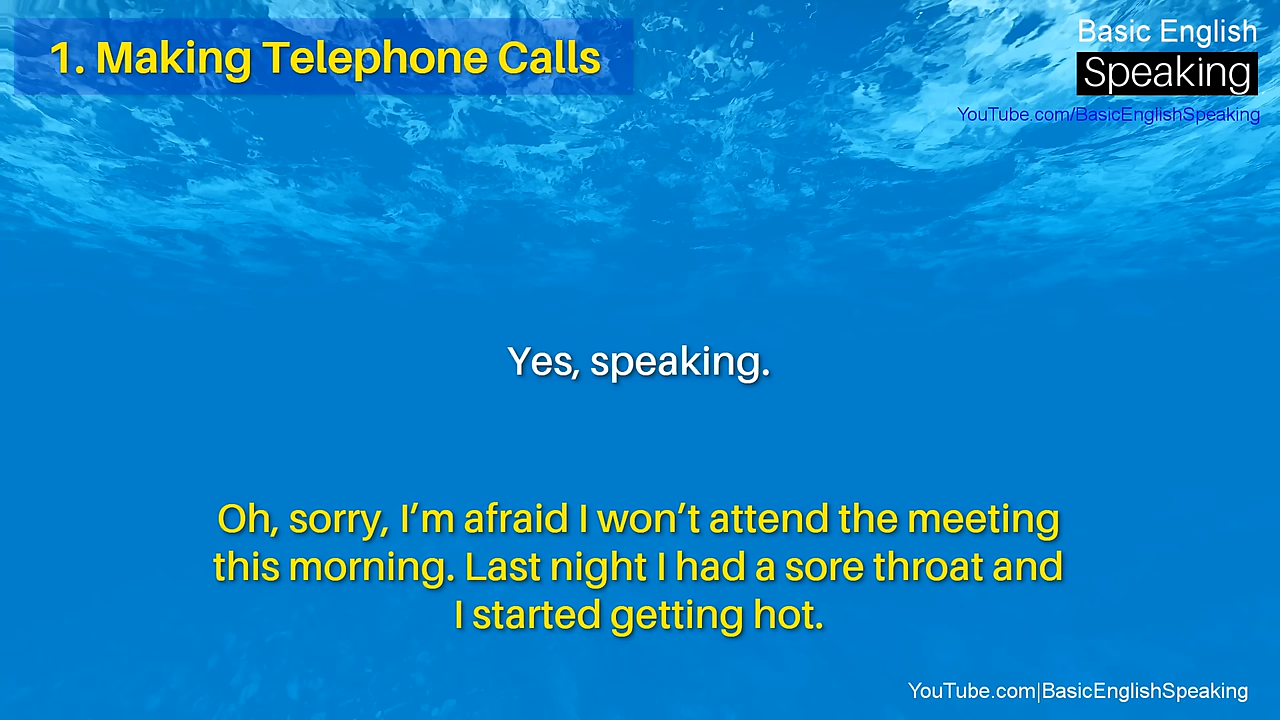 1. Making Telephone Calls
Basic English
Speaking
YouTube.com/BasicEnglishSpeaking
Yes, speaking.
Oh, sorry, I’m afraid I won’t attend the meeting
this morning. Last night I had a sore throat and
I started getting hot.
YouTube.com|BasicEnglishSpeaking